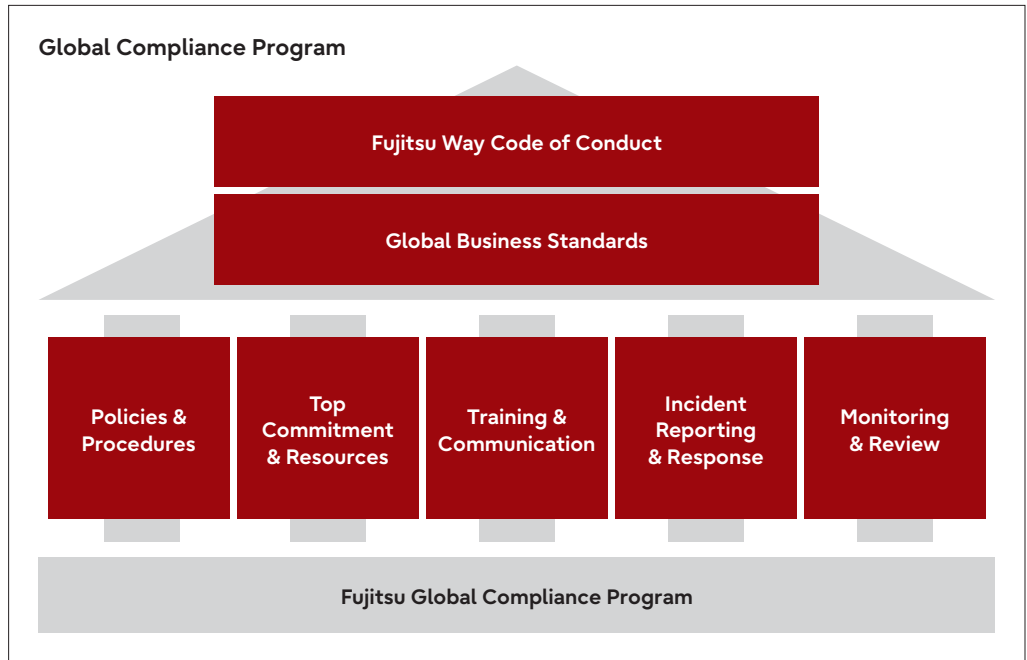 Global Compliance Program
Fujitsu Way Code of Conduct
Global Business Standards
Policies &
Procedures
Top
Commitment
& Resources
Training &
Communication
Incident
Reporting
& Response
Monitoring
& Review
Fujitsu Global Compliance Program